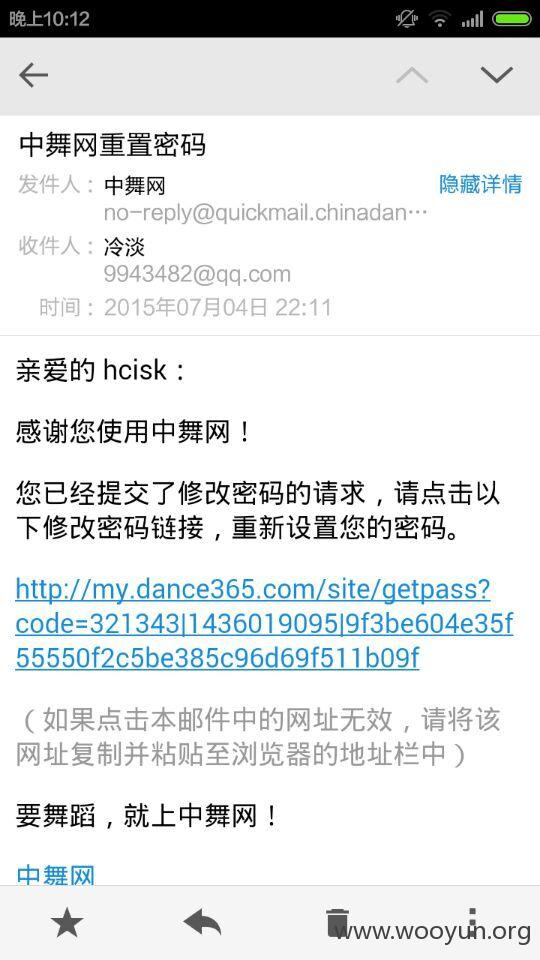 晚上10:12
中舞网重置密码
发件人： 中舞网 隐藏详情
no-reply@quickmail.chinadan…
收件人： 冷淡
9943482@qq.com
时间： 2015年07月04日 22:11
亲爱的 hcisk：
感谢您使用中舞网！
您已经提交了修改密码的请求，请点击以
下修改密码链接，重新设置您的密码。
http://my.dance365.com/site/getpass?
code=321343|1436019095|9f3be604e35f
55550f2c5be385c96d69f511b09f
（如果点击本邮件中的网址无效，请将该
网址复制并粘贴至浏览器的地址栏中）
要舞蹈，就上中舞网！
中舞网
www.wooyun.org